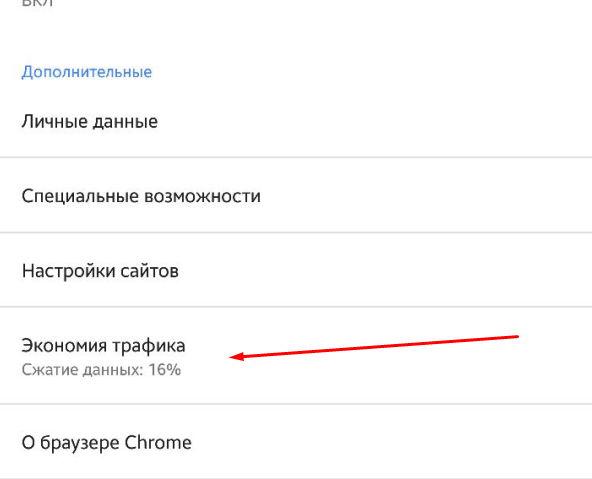 ВКЛ
Дополнительные
Личные данные
Специальные возможности
Настройки сайтов
Экономия трафика
Сжатие данных: 16%
О браузере Chrome